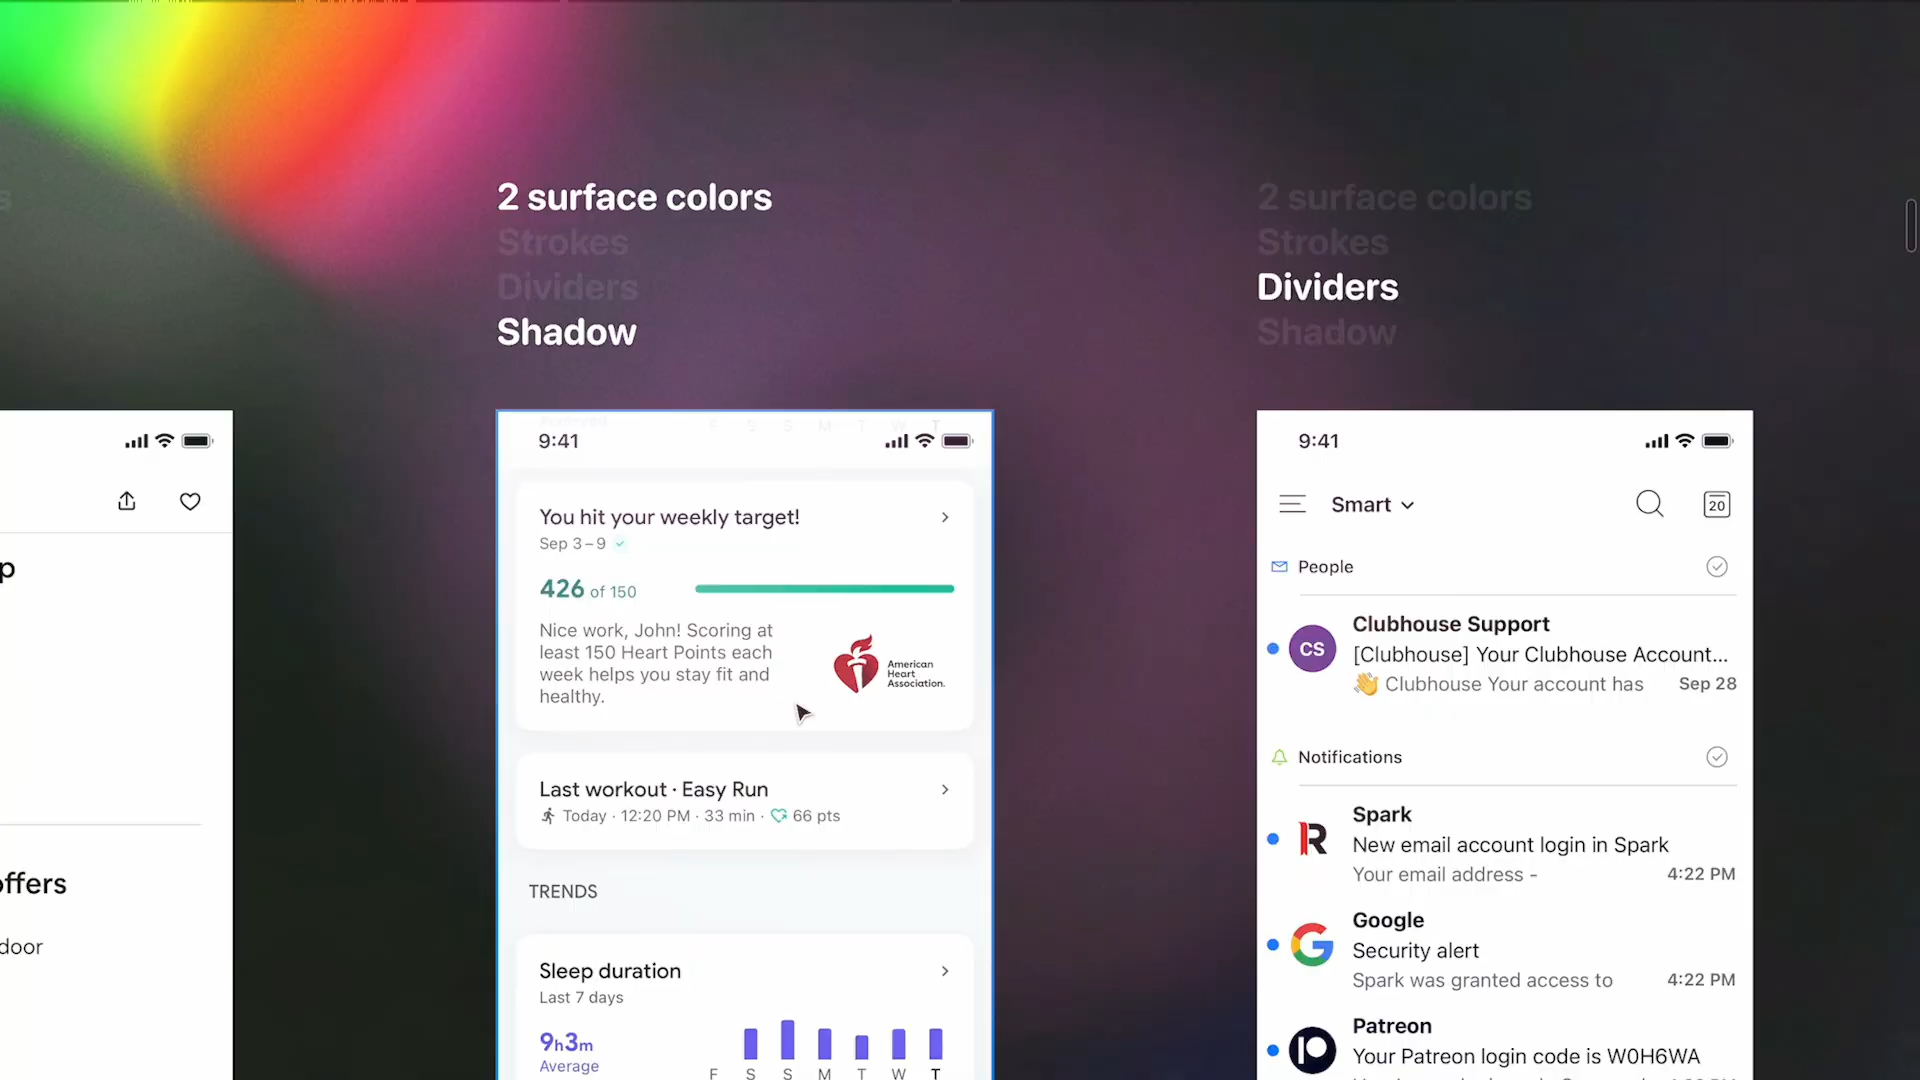 2 surface colors
Strokes
Dividers
Shadow
2 surface colors
Strokes
Dividers
Shadow
p
offers
door
9:41
F S S M T W T
You hit your weekly target!
Sep 3 – 9
426 of 150
Nice work, John! Scoring at
least 150 Heart Points each
week helps you stay fit and
healthy.
American
Heart
Association.
Last workout · Easy Run
Today · 12:20 PM · 33 min · 66 pts
TRENDS
Sleep duration
Last 7 days
9h3m
Average
F S S M T W T
9:41
Smart
20
People
CS
Clubhouse Support
[Clubhouse] Your Clubhouse Account...
👋 Clubhouse Your account has
Sep 28
Notifications
Spark
New email account login in Spark
Your email address -
4:22 PM
Google
Security alert
Spark was granted access to
4:22 PM
Patreon
Your Patreon login code is W0H6WA